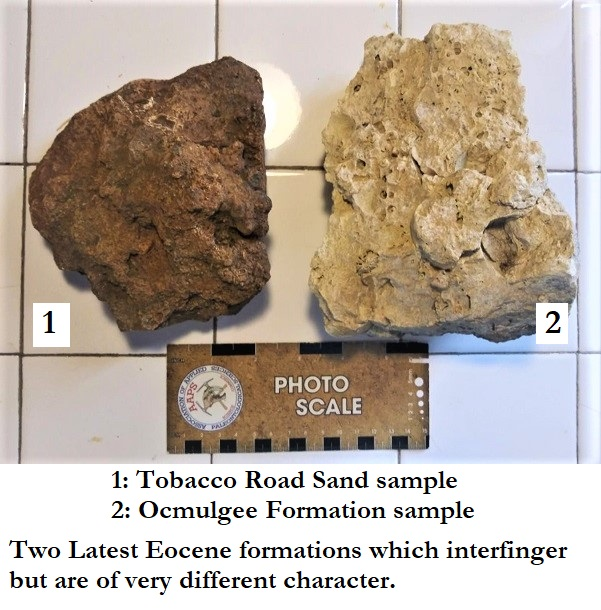 1
2
PHOTO
SCALE
AAPS
1: Tobacco Road Sand sample
2: Ocmulgee Formation sample
Two Latest Eocene formations which interfinger
but are of very different character.